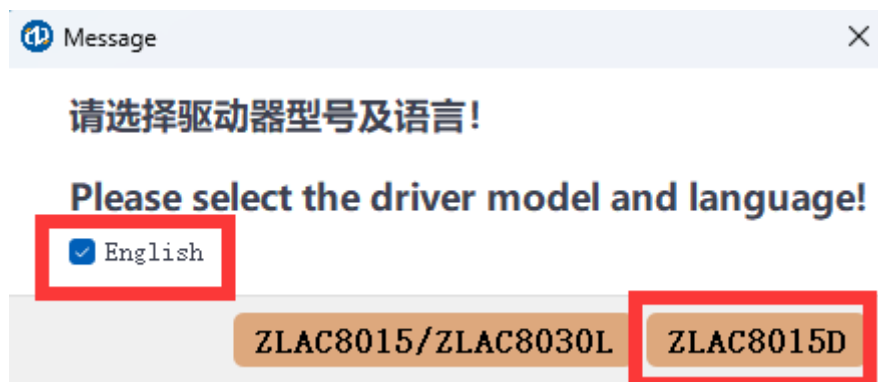 Message
请选择驱动器型号及语言!
Please select the driver model and language!
English
ZLAC8015/ZLAC8030L ZLAC8015D